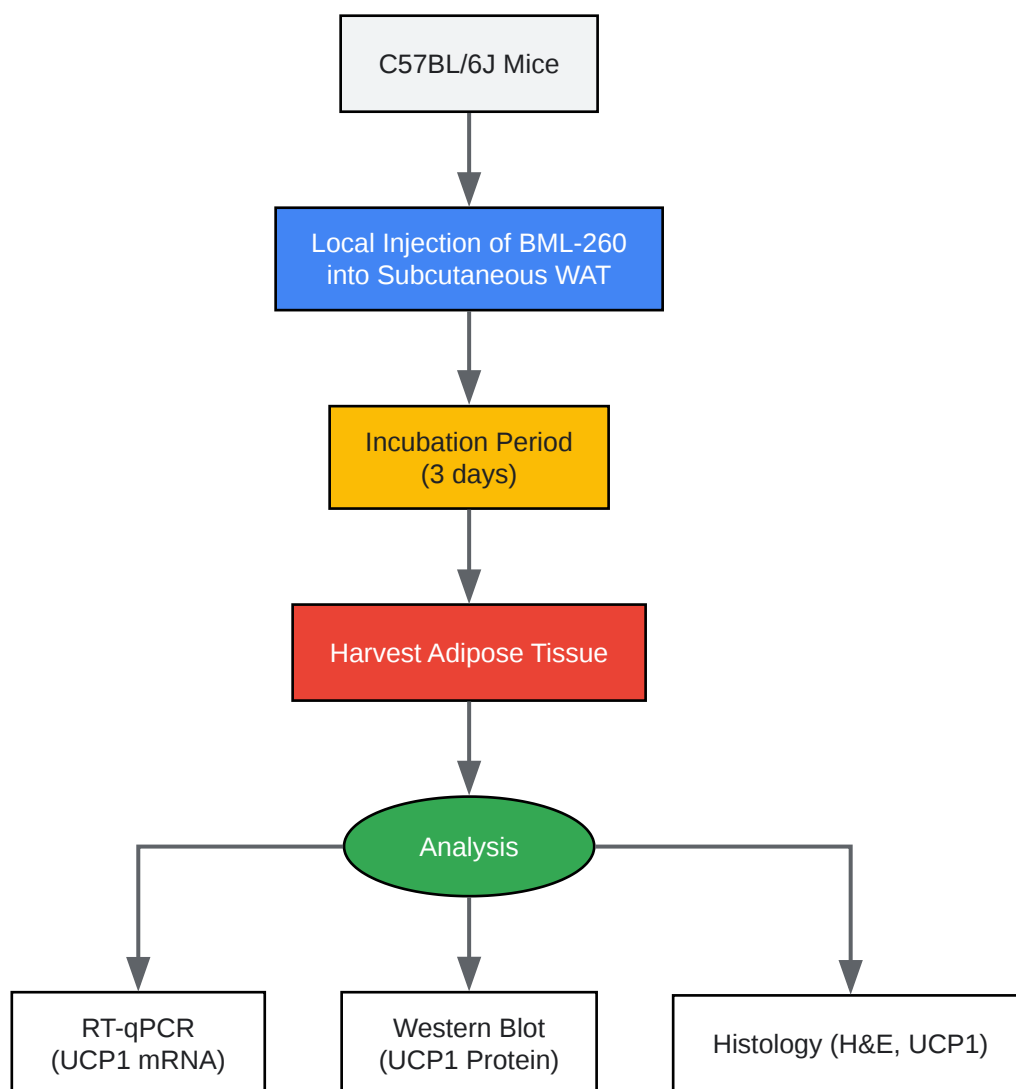 C57BL/6J Mice
Local Injection of BML-260
into Subcutaneous WAT
Incubation Period
(3 days)
Harvest Adipose Tissue
Analysis
RT-qPCR
(UCP1 mRNA)
Western Blot
(UCP1 Protein)
Histology (H&E, UCP1)